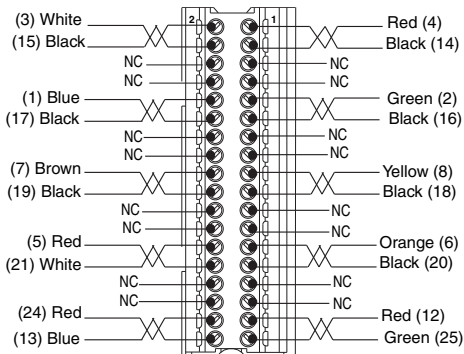 (3) White 2 1 Red (4)
(15) Black Black (14)
NC NC
NC NC
(1) Blue Green (2)
(17) Black Black (16)
NC NC
NC NC
(7) Brown Yellow (8)
(19) Black Black (18)
NC NC
NC NC
(5) Red Orange (6)
(21) White Black (20)
NC NC
NC NC
(24) Red Red (12)
(13) Blue Green (25)